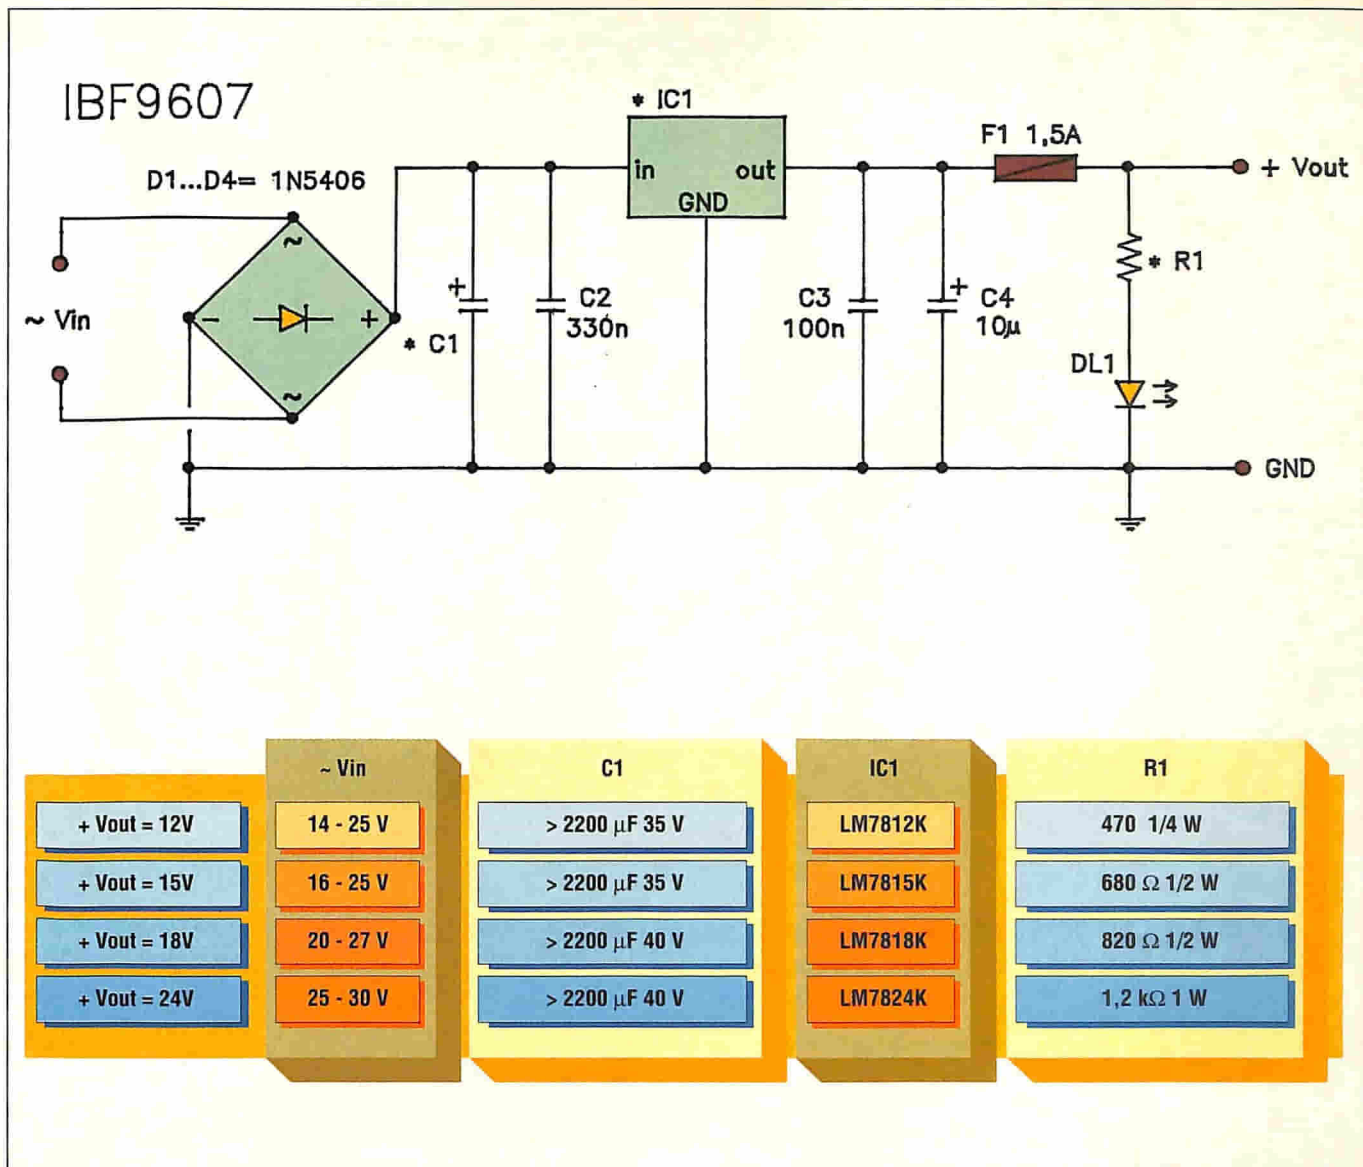 IBF9607
D1...D4= 1N5406
~ Vin
~
-
+
~
* C1
+
C2
330n
* IC1
in
out
GND
C3
100n
+
C4
10µ
F1 1,5A
+ Vout
* R1
DL1
GND
~ Vin C1 IC1 R1
+ Vout = 12V 14 - 25 V > 2200 µF 35 V LM7812K 470 1/4 W
+ Vout = 15V 16 - 25 V > 2200 µF 35 V LM7815K 680 Ω 1/2 W
+ Vout = 18V 20 - 27 V > 2200 µF 40 V LM7818K 820 Ω 1/2 W
+ Vout = 24V 25 - 30 V > 2200 µF 40 V LM7824K 1,2 kΩ 1 W